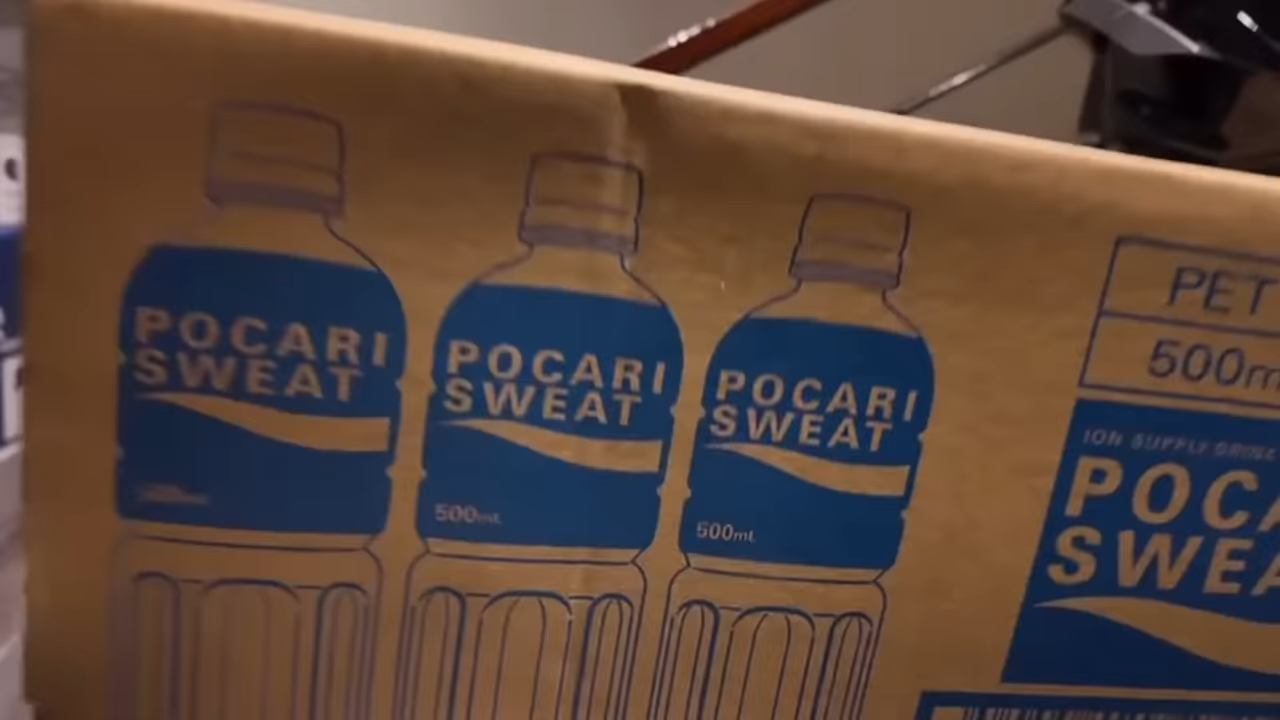 POCARI
SWEAT
POCARI
SWEAT
500ml
POCARI
SWEAT
500ml
PET
500m
ION SUPPLY DRINK
POCA
SWEA